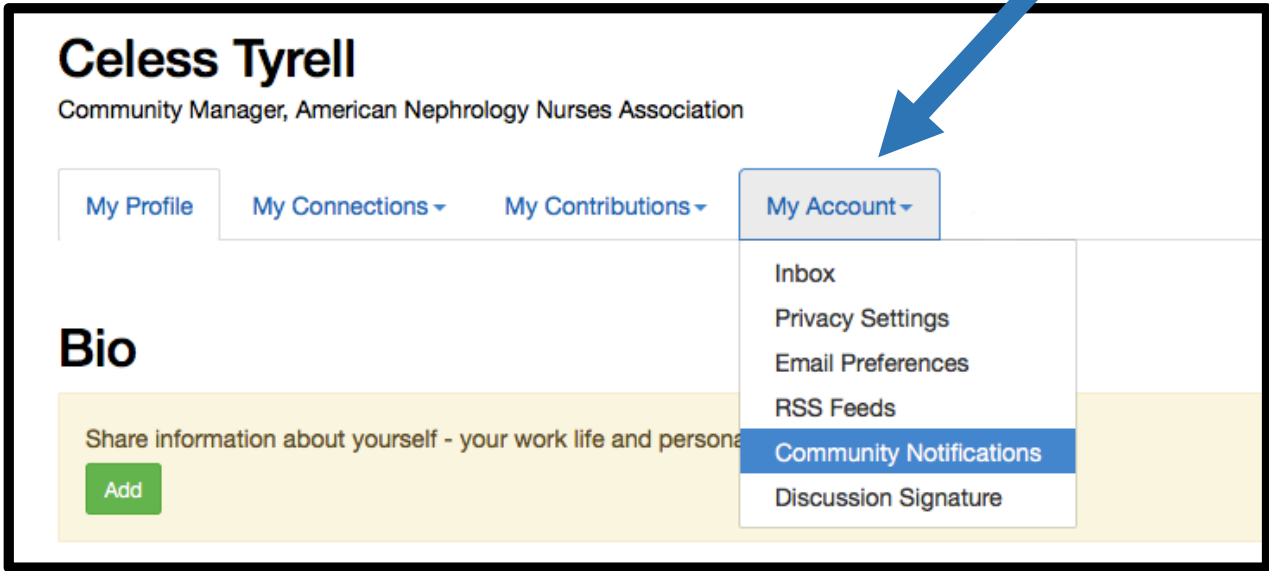 Celess Tyrell
Community Manager, American Nephrology Nurses Association
My Profile My Connections My Contributions My Account
Inbox
Privacy Settings
Email Preferences
RSS Feeds
Community Notifications
Discussion Signature
Bio
Share information about yourself - your work life and persona
Add